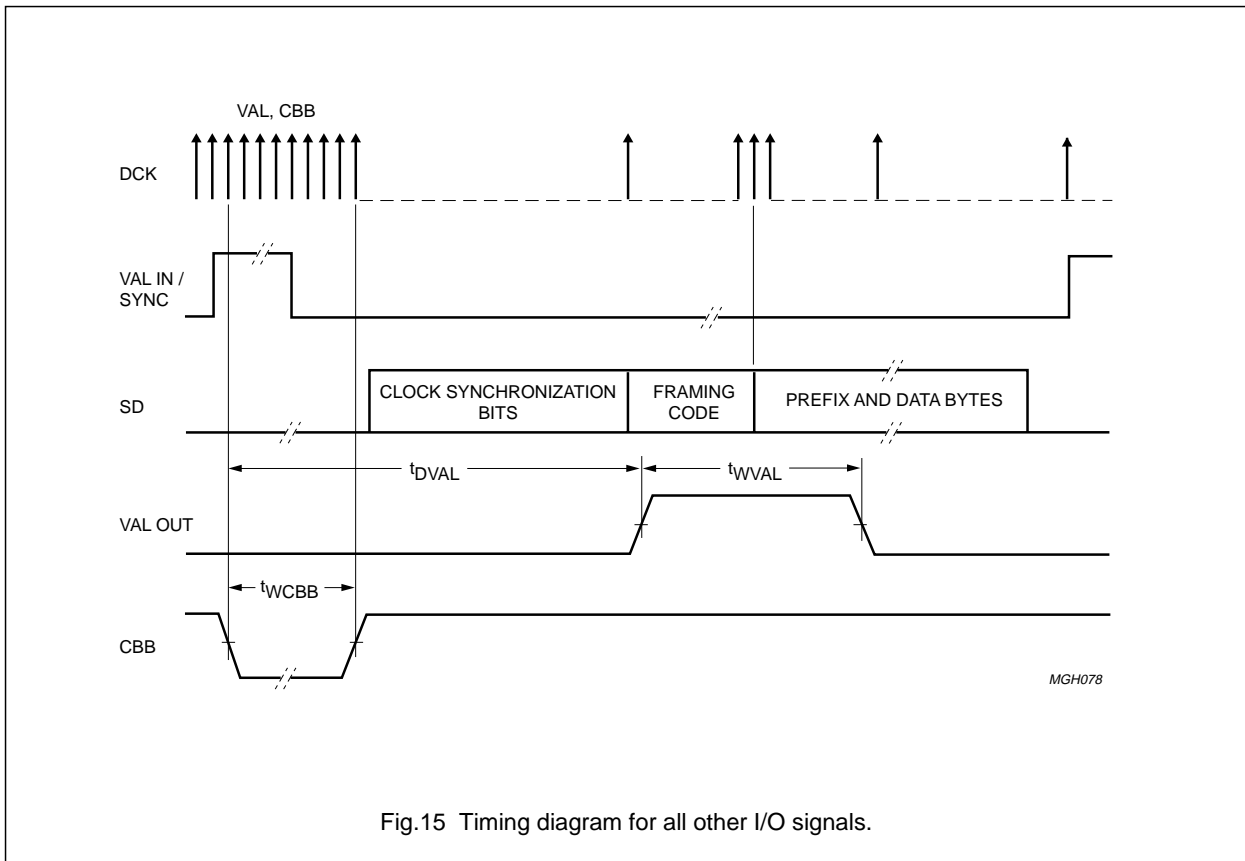 VAL, CBB
DCK
VAL IN /
SYNC
SD
CLOCK SYNCHRONIZATION
BITS
FRAMING
CODE
PREFIX AND DATA BYTES
tDVAL
tWVAL
VAL OUT
tWCBB
CBB
MGH078
Fig.15 Timing diagram for all other I/O signals.